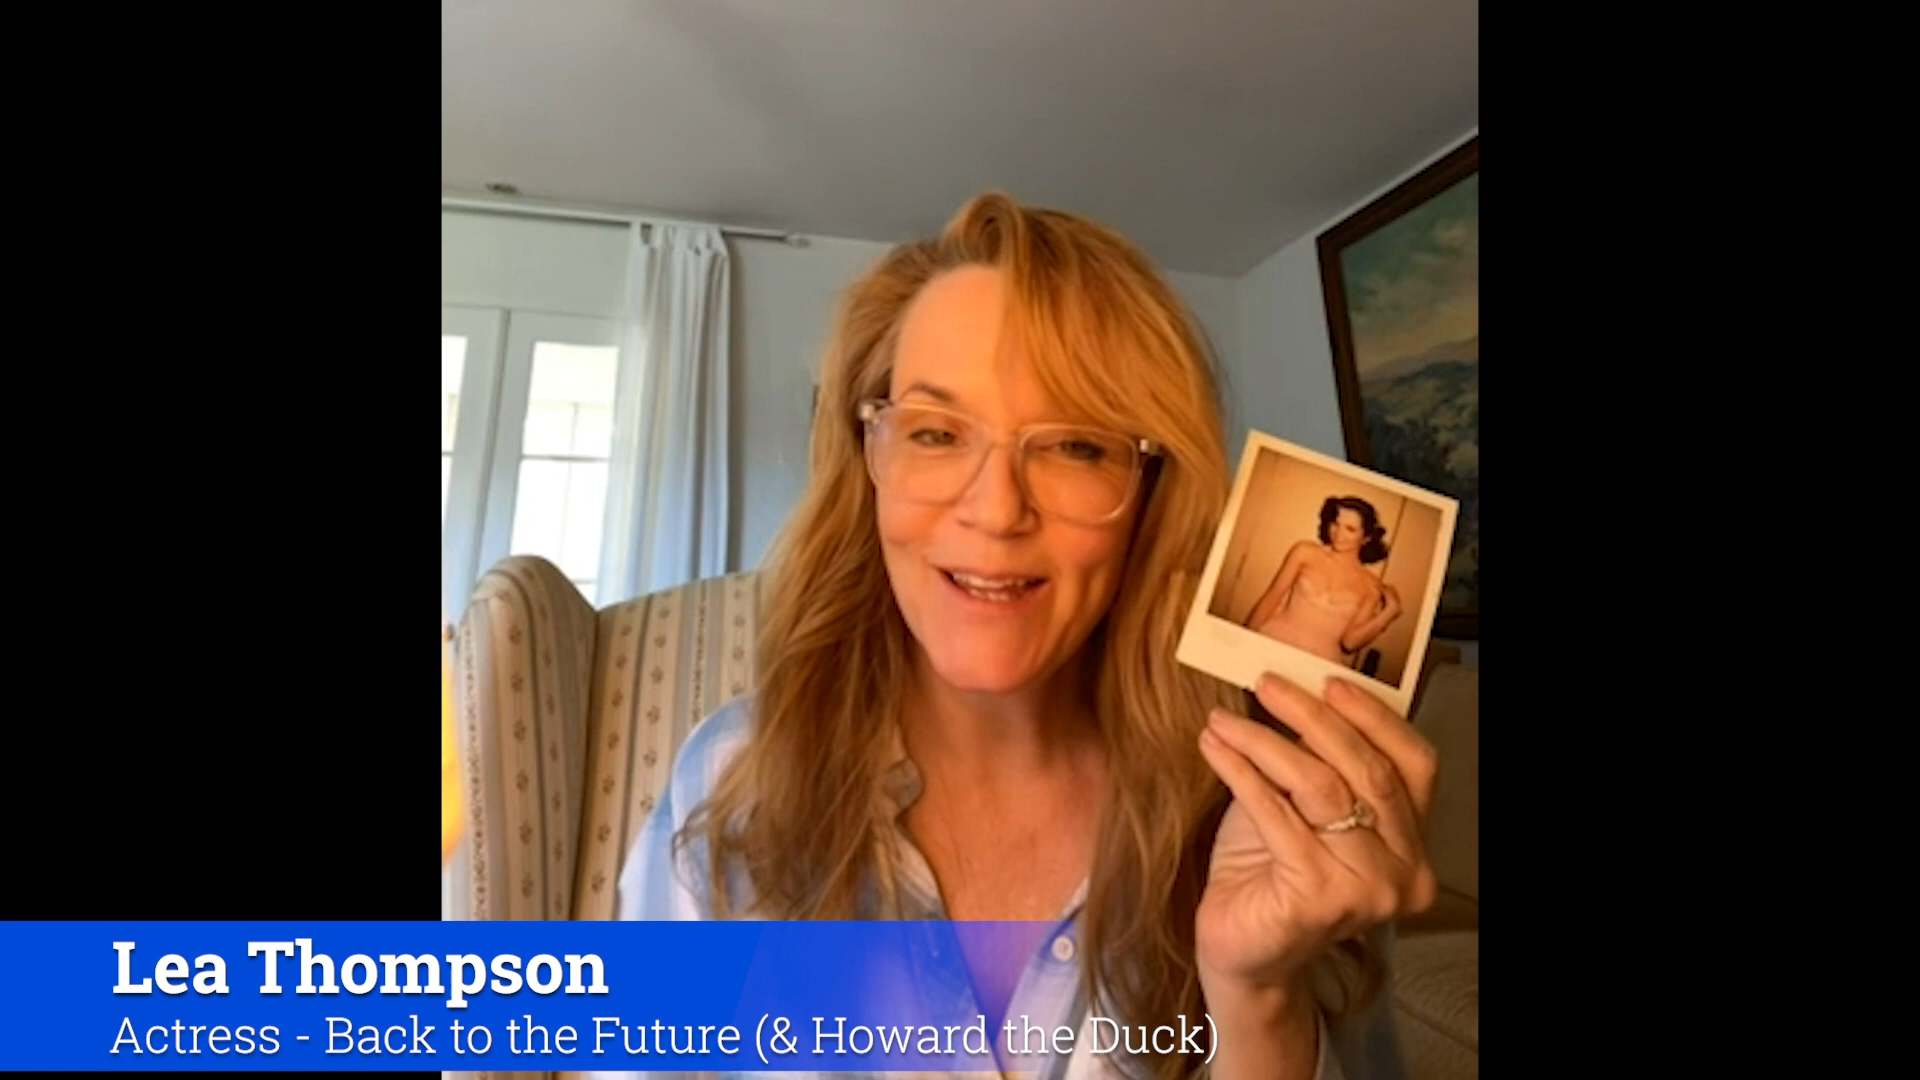 Lea Thompson
Actress - Back to the Future (& Howard the Duck)